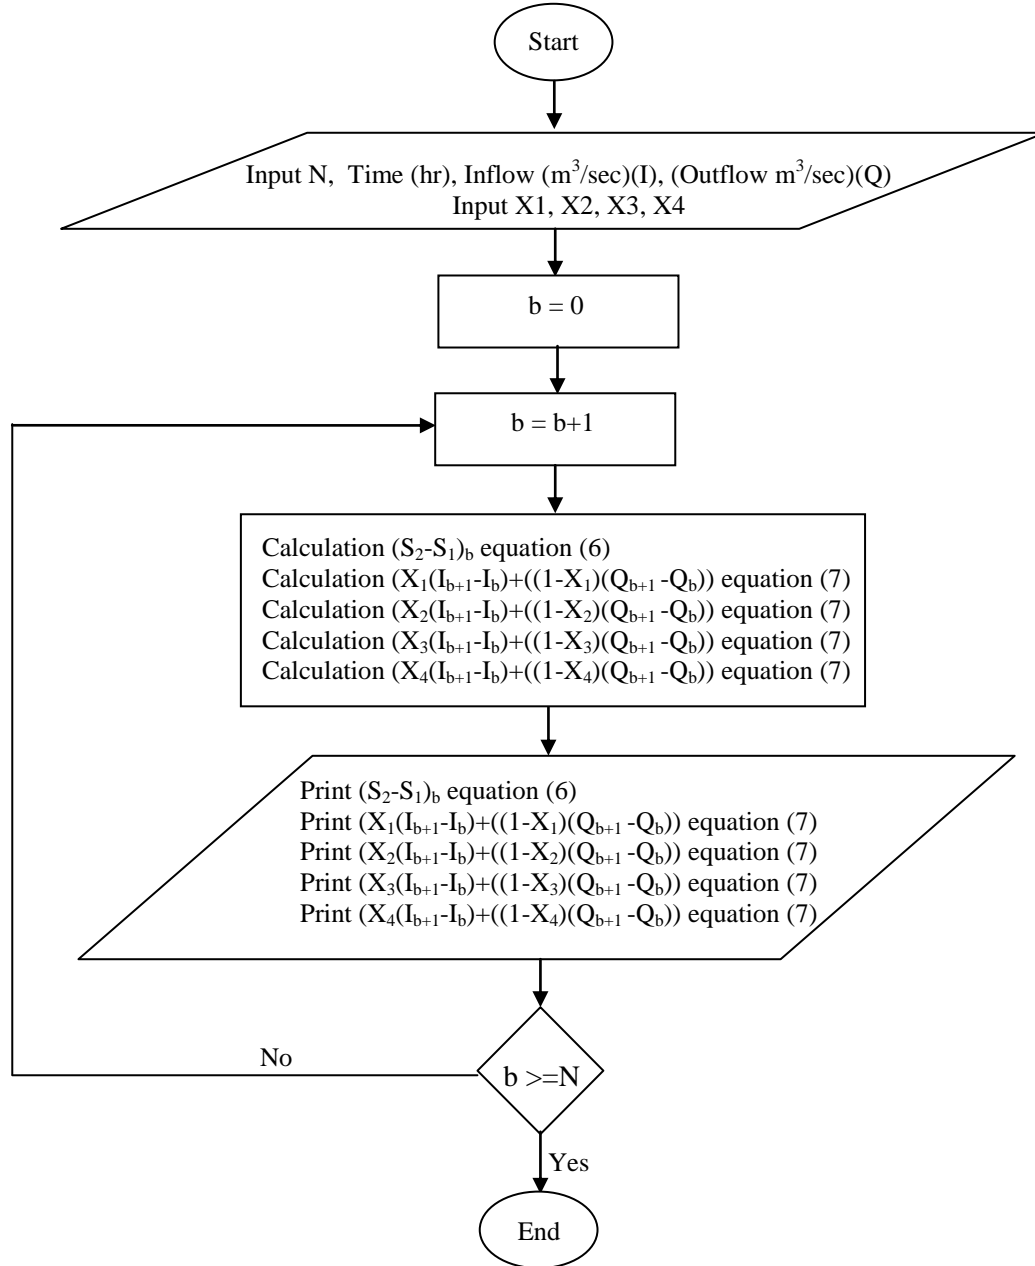 Start
Input N, Time (hr), Inflow (m³/sec)(I), (Outflow m³/sec)(Q)
Input X1, X2, X3, X4
b = 0
b = b+1
Calculation (S₂-S₁)b equation (6)
Calculation (X₁(Ib+1-Ib)+((1-X₁)(Qb+1 -Qb)) equation (7)
Calculation (X₂(Ib+1-Ib)+((1-X₂)(Qb+1 -Qb)) equation (7)
Calculation (X₃(Ib+1-Ib)+((1-X₃)(Qb+1 -Qb)) equation (7)
Calculation (X₄(Ib+1-Ib)+((1-X₄)(Qb+1 -Qb)) equation (7)
Print (S₂-S₁)b equation (6)
Print (X₁(Ib+1-Ib)+((1-X₁)(Qb+1 -Qb)) equation (7)
Print (X₂(Ib+1-Ib)+((1-X₂)(Qb+1 -Qb)) equation (7)
Print (X₃(Ib+1-Ib)+((1-X₃)(Qb+1 -Qb)) equation (7)
Print (X₄(Ib+1-Ib)+((1-X₄)(Qb+1 -Qb)) equation (7)
No
b >=N
Yes
End